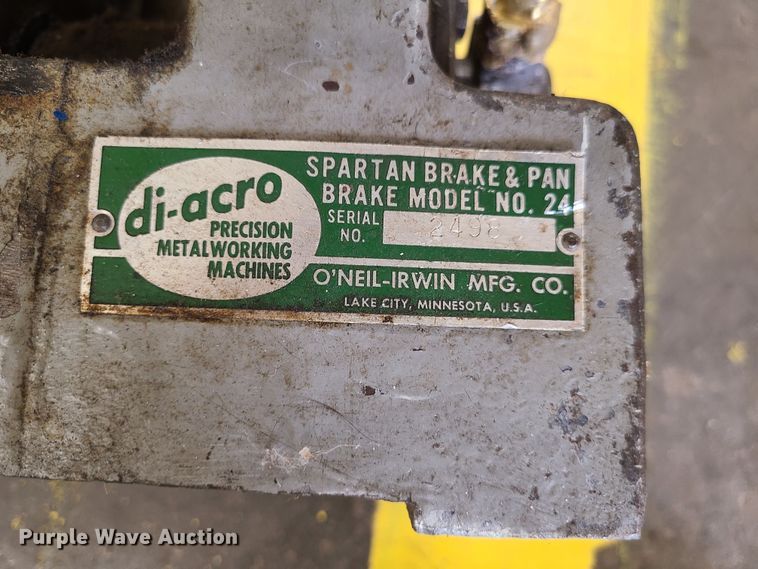 di-acro
PRECISION
METALWORKING
MACHINES
SPARTAN BRAKE & PAN
BRAKE MODEL NO. 24
SERIAL
NO. 2498
O'NEIL-IRWIN MFG. CO.
LAKE CITY, MINNESOTA, U.S.A.
Purple Wave Auction